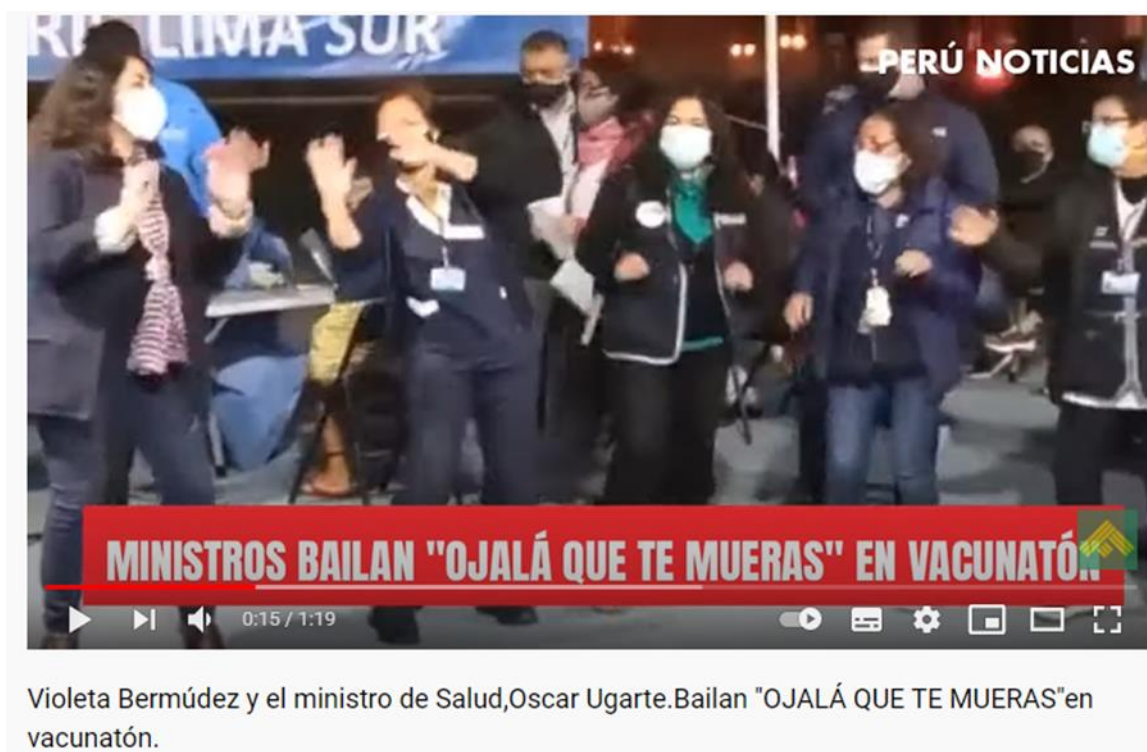 LIMA SUR
PERÚ NOTICIAS
MINISTROS BAILAN "OJALÁ QUE TE MUERAS" EN VACUNATÓN
0:15 / 1:19
Violeta Bermúdez y el ministro de Salud,Oscar Ugarte.Bailan "OJALÁ QUE TE MUERAS"en
vacunatón.